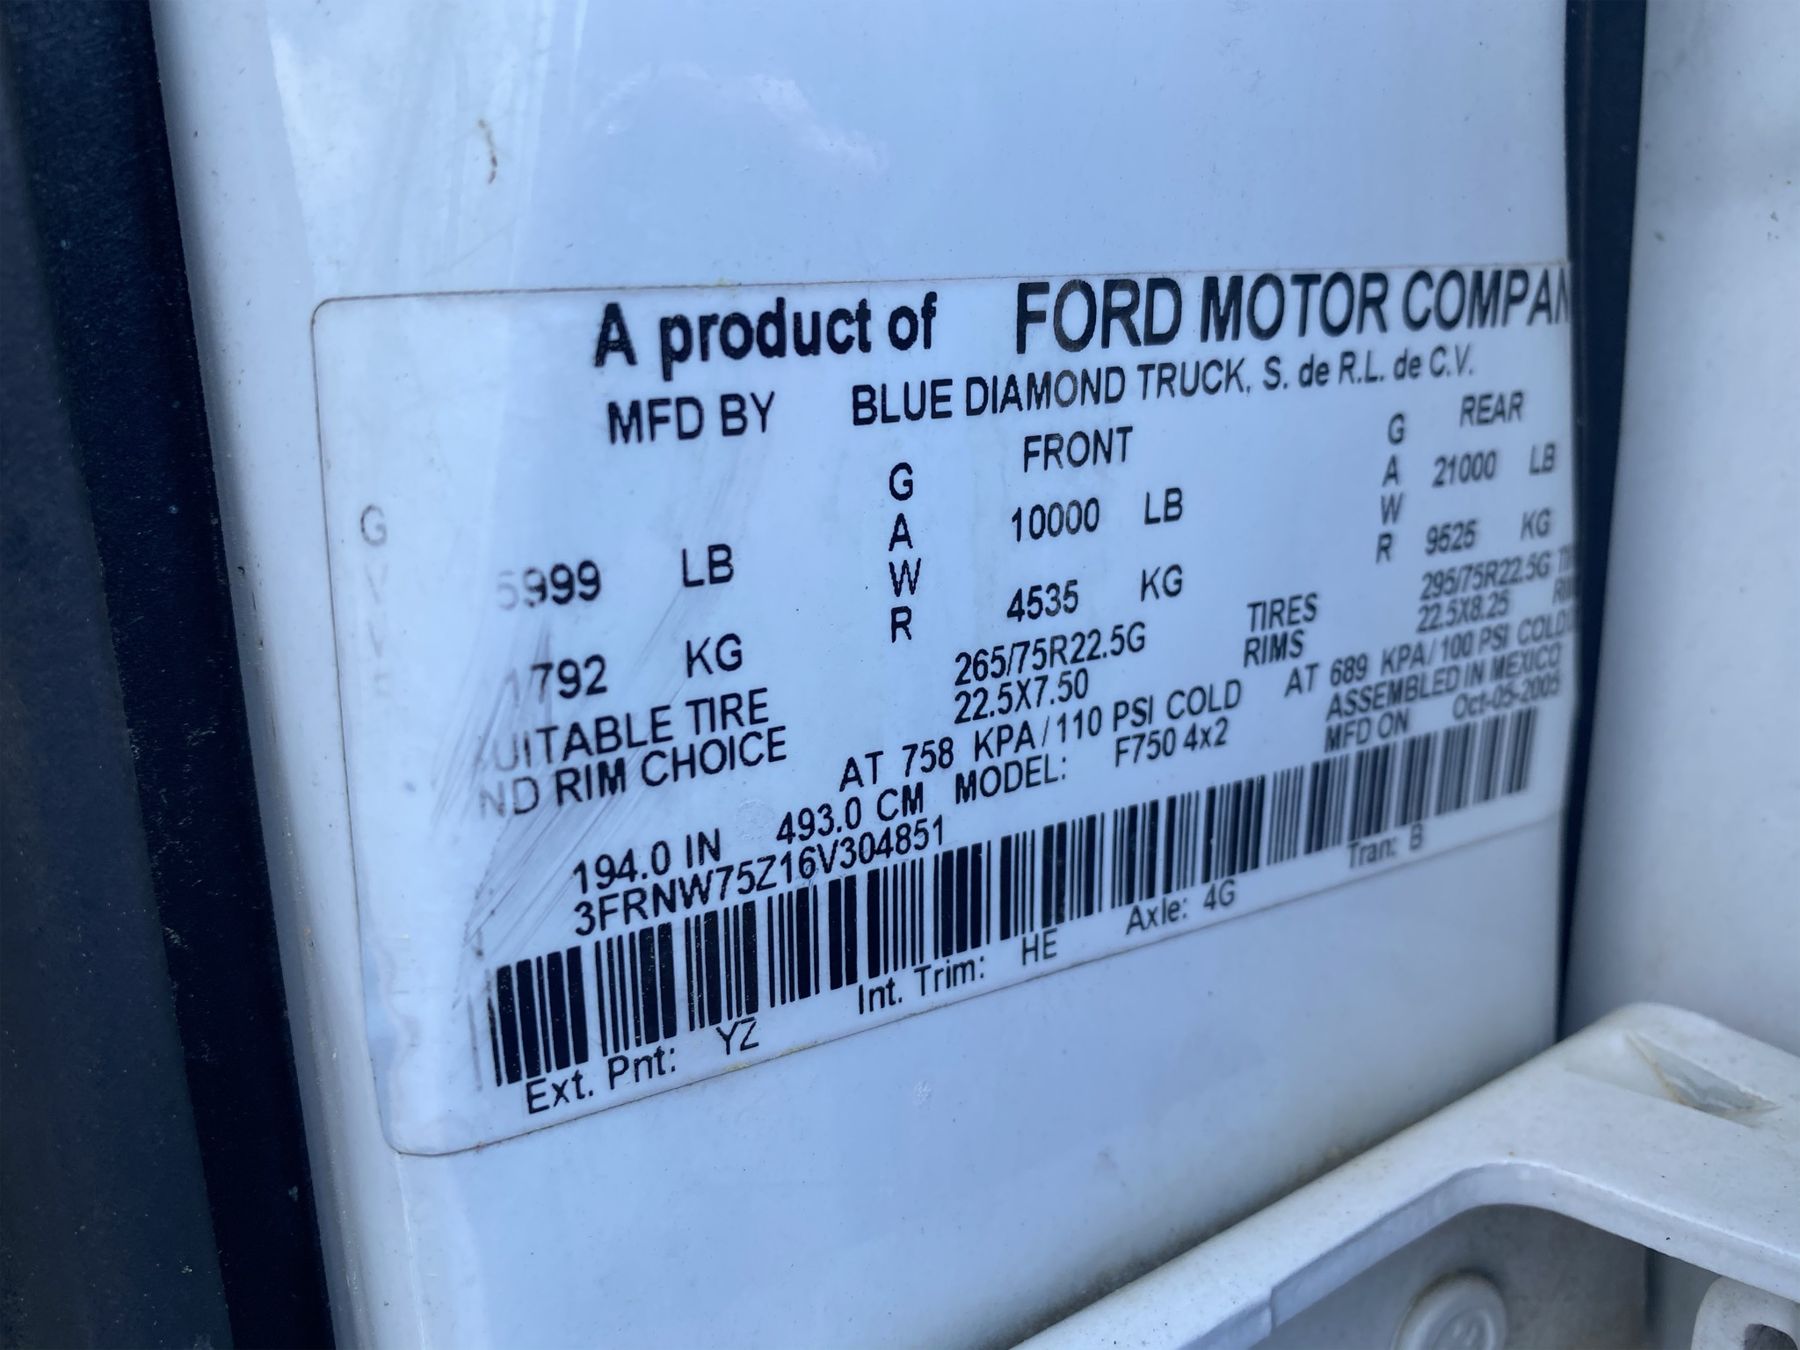 A product of FORD MOTOR COMPAN
MFD BY BLUE DIAMOND TRUCK, S. de R.L. de C.V.
G FRONT G REAR
G A 10000 LB A 21000 LB
V 5999 LB W W
W R 4535 KG R 9525 KG
1792 KG 265/75R22.5G TIRES 295/75R22.5G
UITABLE TIRE 22.5X7.50 RIMS 22.5X8.25
ND RIM CHOICE AT 758 KPA/110 PSI COLD AT 689 KPA/100 PSI COLD
ASSEMBLED IN MEXICO
194.0 IN 493.0 CM MODEL: F750 4x2 MFD ON Oct-05-2005
3FRNW75Z16V304851
Ext. Pnt: YZ Int. Trim: HE Axle: 4G Tran: B